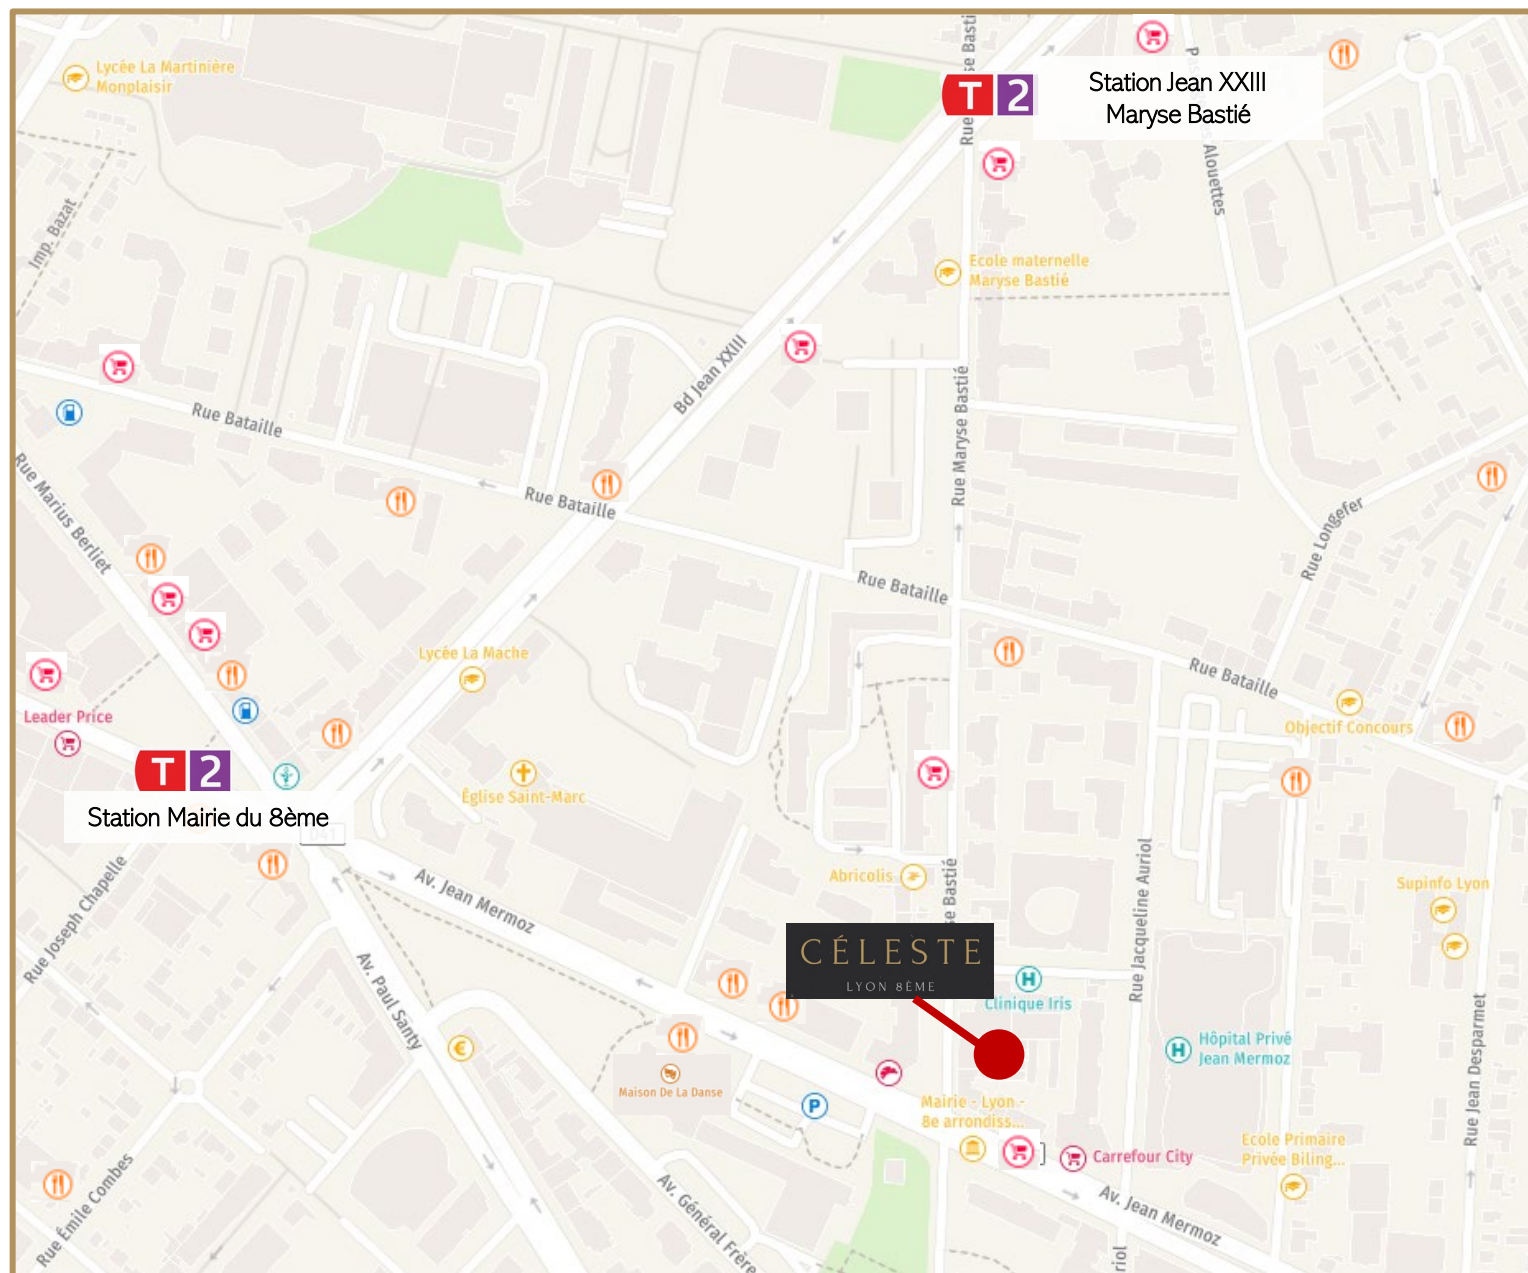 Lycée La Martinière
Monplaisir
T 2
Station Jean XXIII
Maryse Bastié
Alouettes
Imp. Bazat
Ecole maternelle
Maryse Bastié
Bd Jean XXIII
Rue Bataille
Rue Maryse Bastié
Rue Marius Berliet
Rue Bataille
Rue Longefer
Rue Bataille
Lycée La Mache
Rue Bataille
Leader Price
Objectif Concours
T 2
Église Saint-Marc
Station Mairie du 8ème
Av. Jean Mermoz
Abricolis
Rue Jacqueline Auriol
Supinfo Lyon
Rue Joseph Chapelle
Bastié
CÉLESTE
LYON 8ÈME
H
Clinique Iris
Av. Paul Santy
€
H
Hôpital Privé
Jean Mermoz
Maison De La Danse
P
Rue Jean Desparmet
Mairie - Lyon -
8e arrondiss...
Carrefour City
Ecole Primaire
Privée Biling...
Rue Émile Combes
Av. Général Frère
Av. Jean Mermoz